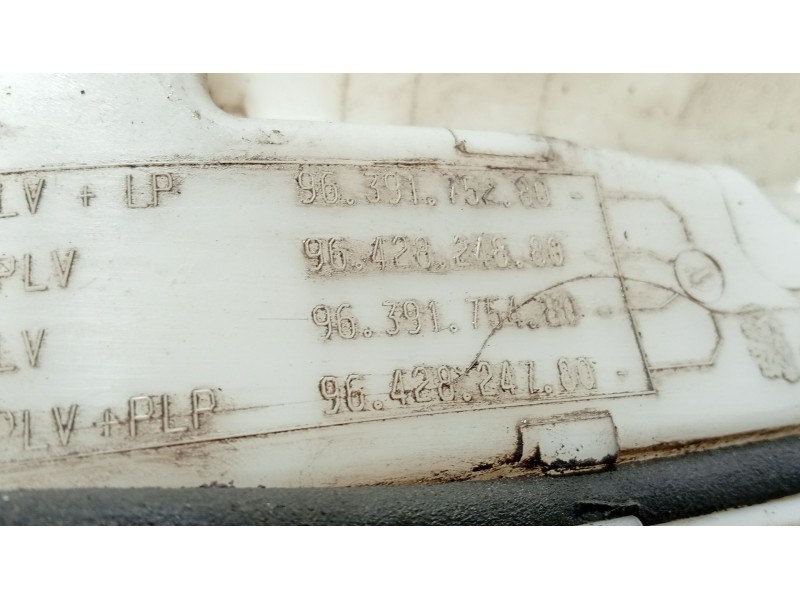 LV + LP 96.391.752.80 -
PLV 96.428.248.80
LV 96.391.754.80 -
PLV + PLP 96.428.247.80 -